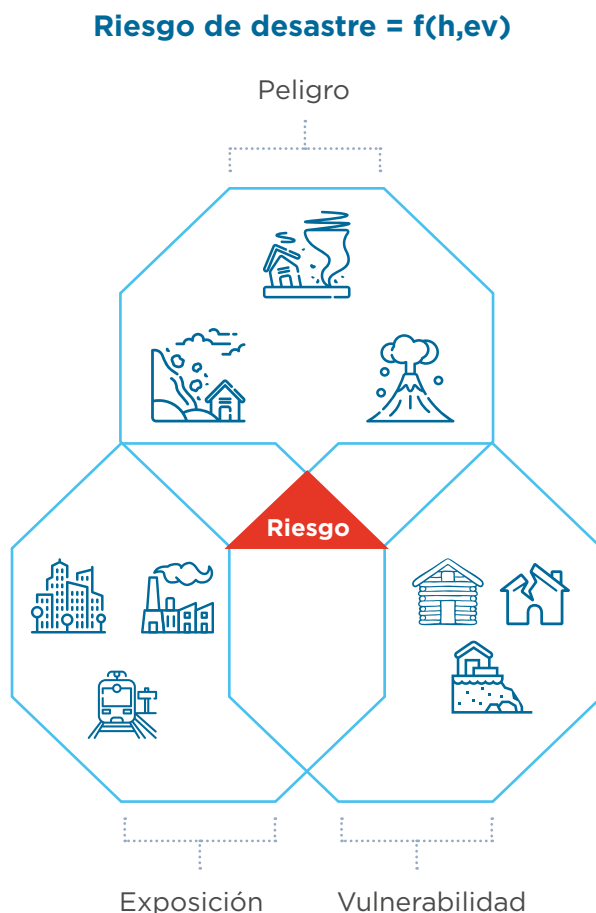 Riesgo de desastre = f(h,ev)
Peligro
Riesgo
Exposición
Vulnerabilidad